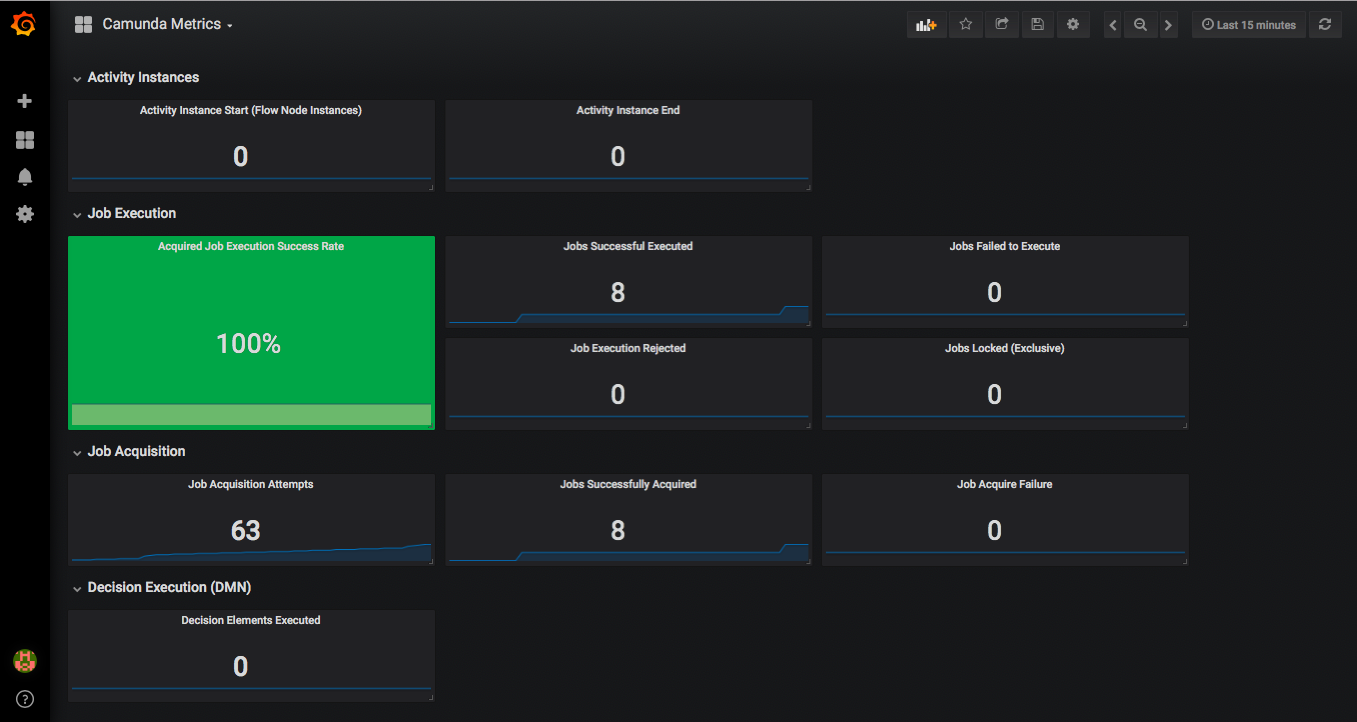 Camunda Metrics
Last 15 minutes
Activity Instances
Activity Instance Start (Flow Node Instances)
0
Activity Instance End
0
Job Execution
Acquired Job Execution Success Rate
100%
Jobs Successful Executed
8
Jobs Failed to Execute
0
Job Execution Rejected
0
Jobs Locked (Exclusive)
0
Job Acquisition
Job Acquisition Attempts
63
Jobs Successfully Acquired
8
Job Acquire Failure
0
Decision Execution (DMN)
Decision Elements Executed
0